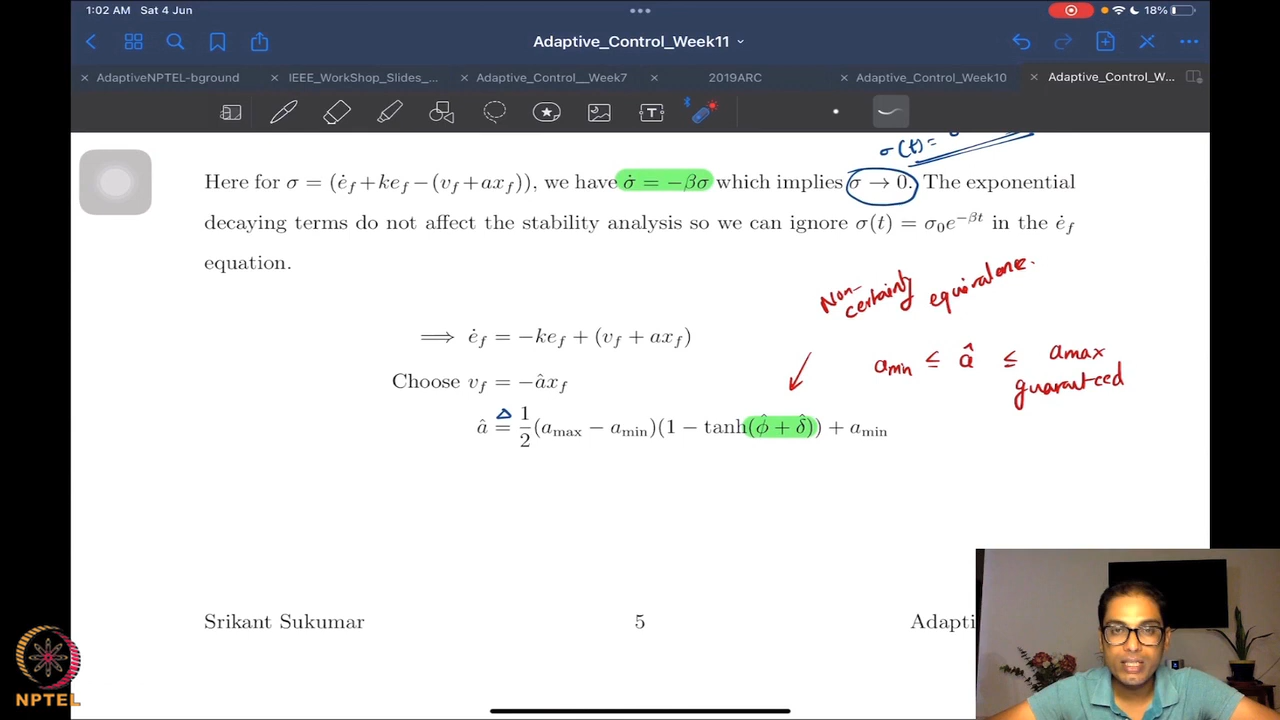 1:02 AM Sat 4 Jun
18%
Adaptive_Control_Week11
AdaptiveNPTEL-bground
IEEE_WorkShop_Slides_...
Adaptive_Control__Week7
2019ARC
Adaptive_Control_Week10
Adaptive_Control_W...
σ(t) =
Here for σ = (ė_f + ke_f − (v_f + ax_f)), we have σ̇ = −βσ which implies σ → 0. The exponential
decaying terms do not affect the stability analysis so we can ignore σ(t) = σ₀e^{−βt} in the ė_f
equation.
Non-
certainty equivalence.
⟹ ė_f = −ke_f + (v_f + ax_f)
a_min ≤ â ≤ a_max
guaranteed
Choose v_f = −âx_f
â ≜ 1/2 (a_max − a_min)(1 − tanh(φ̂ + δ̂)) + a_min
Srikant Sukumar
5
Adapti
NPTEL